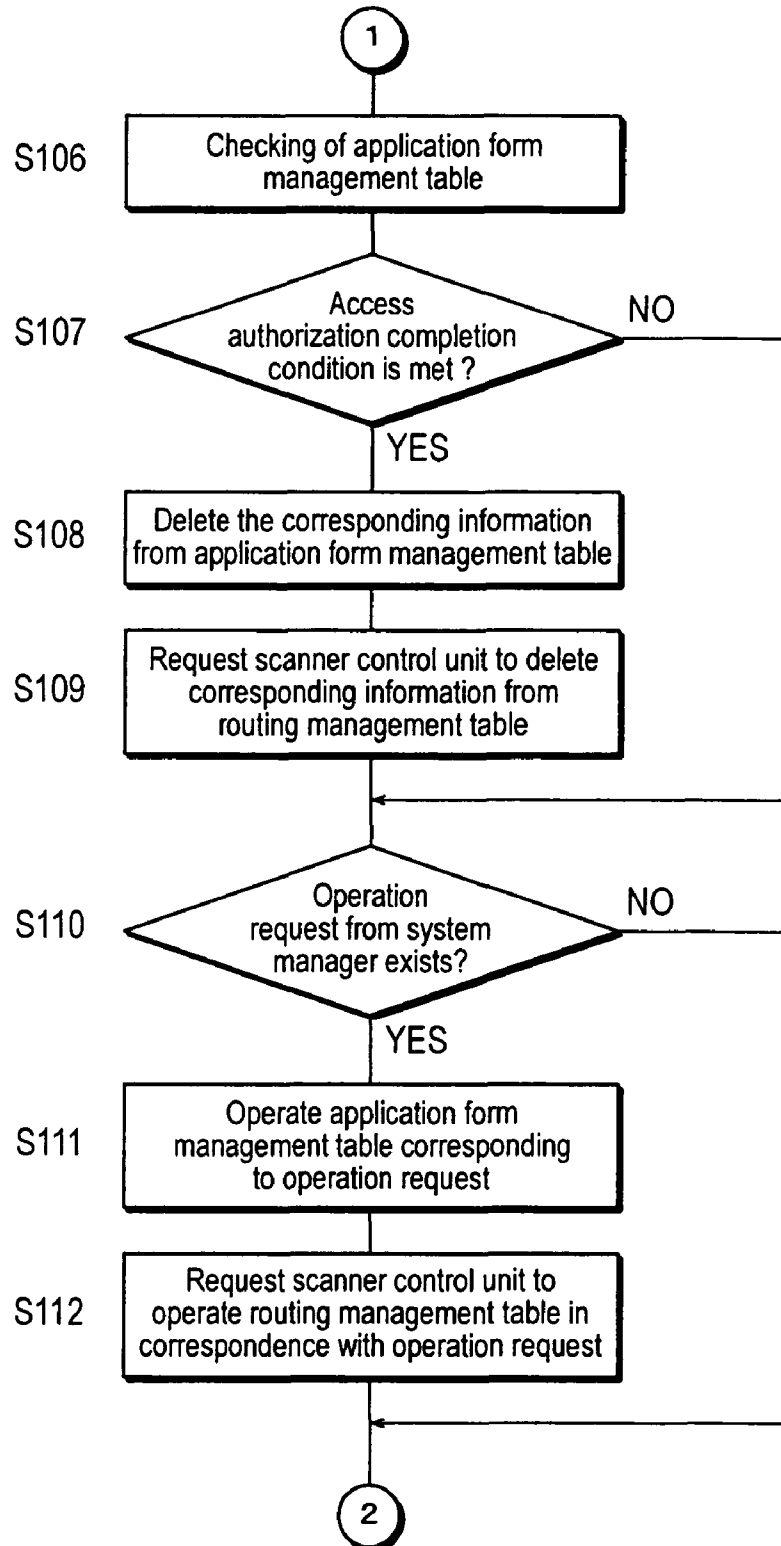 1
S106
Checking of application form
management table
S107
Access
authorization completion
condition is met ?
NO
YES
S108
Delete the corresponding information
from application form management table
S109
Request scanner control unit to delete
corresponding information from
routing management table
S110
Operation
request from system
manager exists?
NO
YES
S111
Operate application form
management table corresponding
to operation request
S112
Request scanner control unit to
operate routing management table in
correspondence with operation request
2